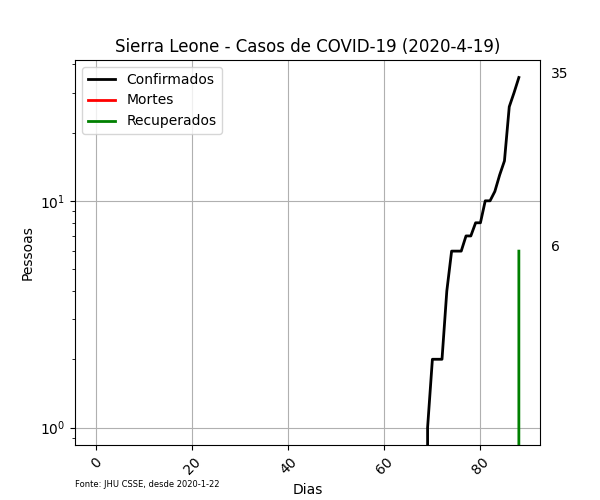 Sierra Leone - Casos de COVID-19 (2020-4-19)
Confirmados
Mortes
Recuperados
35
10¹
6
10⁰
Pessoas
0 20 40 60 80
Dias
Fonte: JHU CSSE, desde 2020-1-22